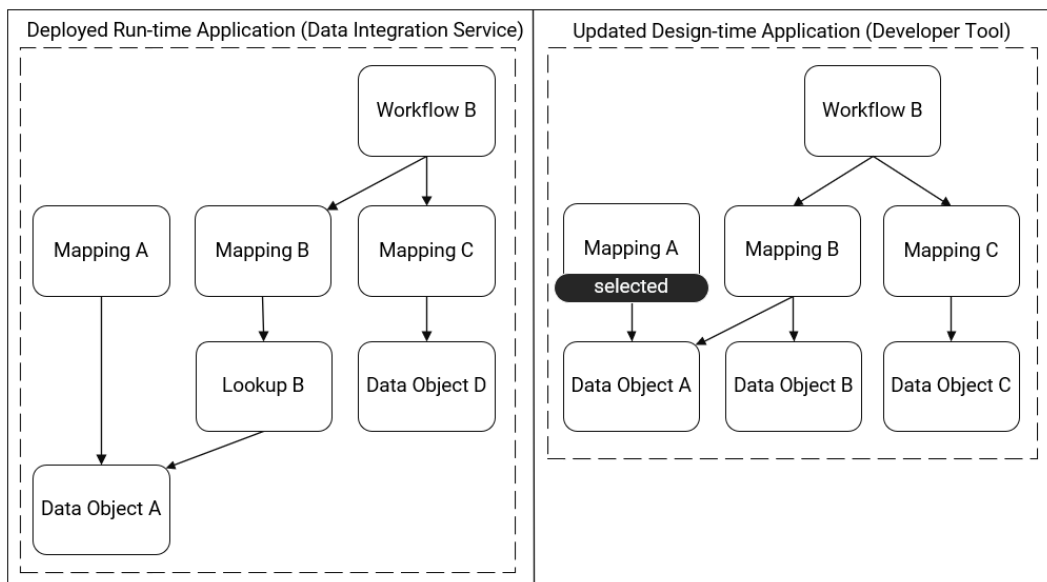 Deployed Run-time Application (Data Integration Service)
Workflow B
Mapping A
Mapping B
Mapping C
Lookup B
Data Object D
Data Object A
Updated Design-time Application (Developer Tool)
Workflow B
Mapping A
selected
Mapping B
Mapping C
Data Object A
Data Object B
Data Object C